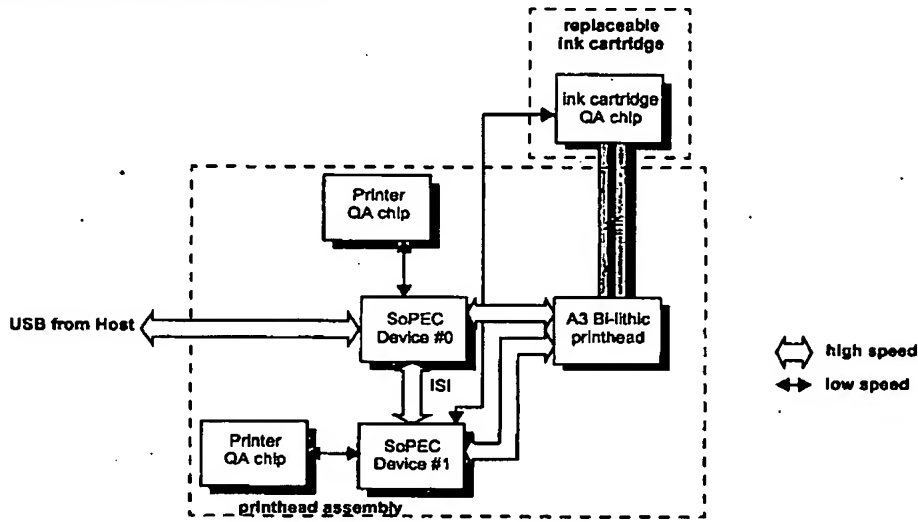 replaceable
ink cartridge
ink cartridge
QA chip
Printer
QA chip
USB from Host
SoPEC
Device #0
A3 Bi-lithic
printhead
high speed
low speed
ISI
Printer
QA chip
SoPEC
Device #1
printhead assembly